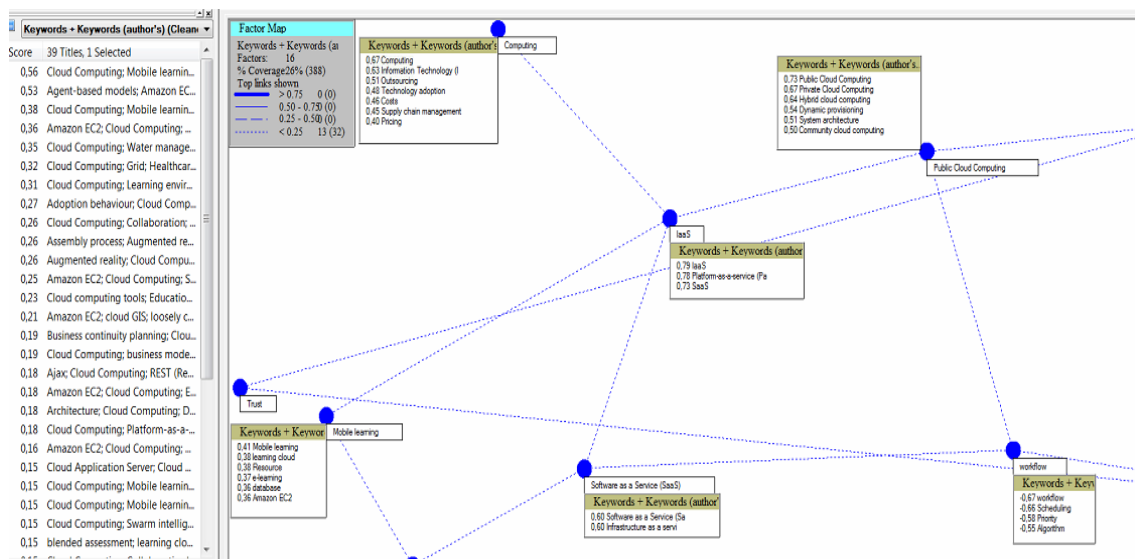 Keywords + Keywords (author's) (Clean
Score 39 Titles, 1 Selected
0,56 Cloud Computing; Mobile learnin...
0,53 Agent-based models; Amazon EC...
0,38 Cloud Computing; Mobile learnin...
0,36 Amazon EC2; Cloud Computing; ...
0,35 Cloud Computing; Water manage...
0,32 Cloud Computing; Grid; Healthcar...
0,31 Cloud Computing; Learning envir...
0,27 Adoption behaviour; Cloud Comp...
0,26 Cloud Computing; Collaboration; ...
0,26 Assembly process; Augmented re...
0,26 Augmented reality; Cloud Compu...
0,25 Amazon EC2; Cloud Computing; S...
0,23 Cloud computing tools; Educatio...
0,21 Amazon EC2; cloud GIS; loosely c...
0,19 Business continuity planning; Clou...
0,19 Cloud Computing; business mode...
0,18 Ajax; Cloud Computing; REST (Re...
0,18 Amazon EC2; Cloud Computing; E...
0,18 Architecture; Cloud Computing; D...
0,18 Cloud Computing; Platform-as-a-...
0,16 Amazon EC2; Cloud Computing; ...
0,15 Cloud Application Server; Cloud ...
0,15 Cloud Computing; Mobile learnin...
0,15 Cloud Computing; Mobile learnin...
0,15 Cloud Computing; Swarm intellig...
0,15 blended assessment; learning clo...
Factor Map
Keywords + Keywords (au
Factors: 16
% Coverage:26% (388)
Top links shown
> 0.75 0 (0)
0.50 - 0.75 0 (0)
0.25 - 0.50 0 (0)
< 0.25 13 (32)
Keywords + Keywords (author's
0,67 Computing
0,63 Information Technology (I
0,51 Outsourcing
0,48 Technology adoption
0,46 Costs
0,45 Supply chain management
0,40 Pricing
Computing
Keywords + Keywords (author's..
0,73 Public Cloud Computing
0,67 Private Cloud Computing
0,64 Hybrid cloud computing
0,54 Dynamic provisioning
0,51 System architecture
0,50 Community cloud computing
Public Cloud Computing
IaaS
Keywords + Keywords (author
0,79 IaaS
0,78 Platform-as-a-service (Pa
0,73 SaaS
Trust
Mobile learning
Keywords + Keywor
0,41 Mobile learning
0,38 learning cloud
0,38 Resource
0,37 e-learning
0,36 database
0,36 Amazon EC2
Software as a Service (SaaS)
Keywords + Keywords (author'
0,60 Software as a Service (Sa
0,60 Infrastructure as a servi
workflow
Keywords + Key
-0,67 workflow
-0,66 Scheduling
-0,58 Priorty
-0,55 Algorithm